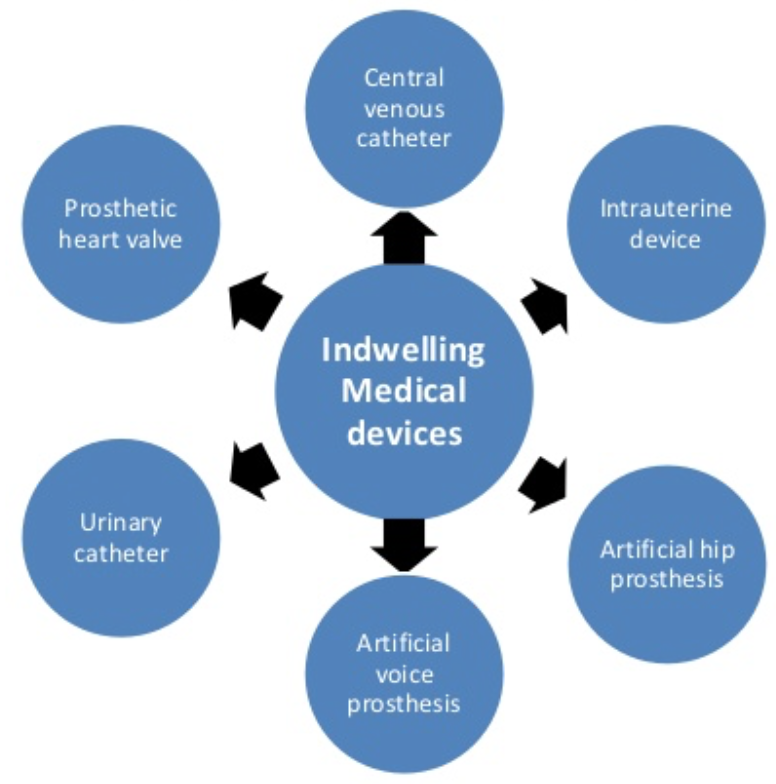 Central
venous
catheter
Intrauterine
device
Artificial hip
prosthesis
Artificial
voice
prosthesis
Urinary
catheter
Prosthetic
heart valve
Indwelling
Medical
devices